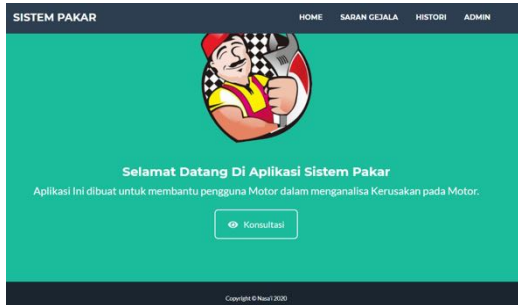 SISTEM PAKAR
HOME SARAN GEJALA HISTORI ADMIN
Selamat Datang Di Aplikasi Sistem Pakar
Aplikasi Ini dibuat untuk membantu pengguna Motor dalam menganalisa Kerusakan pada Motor.
Konsultasi
Copyright © Nasa'I 2020